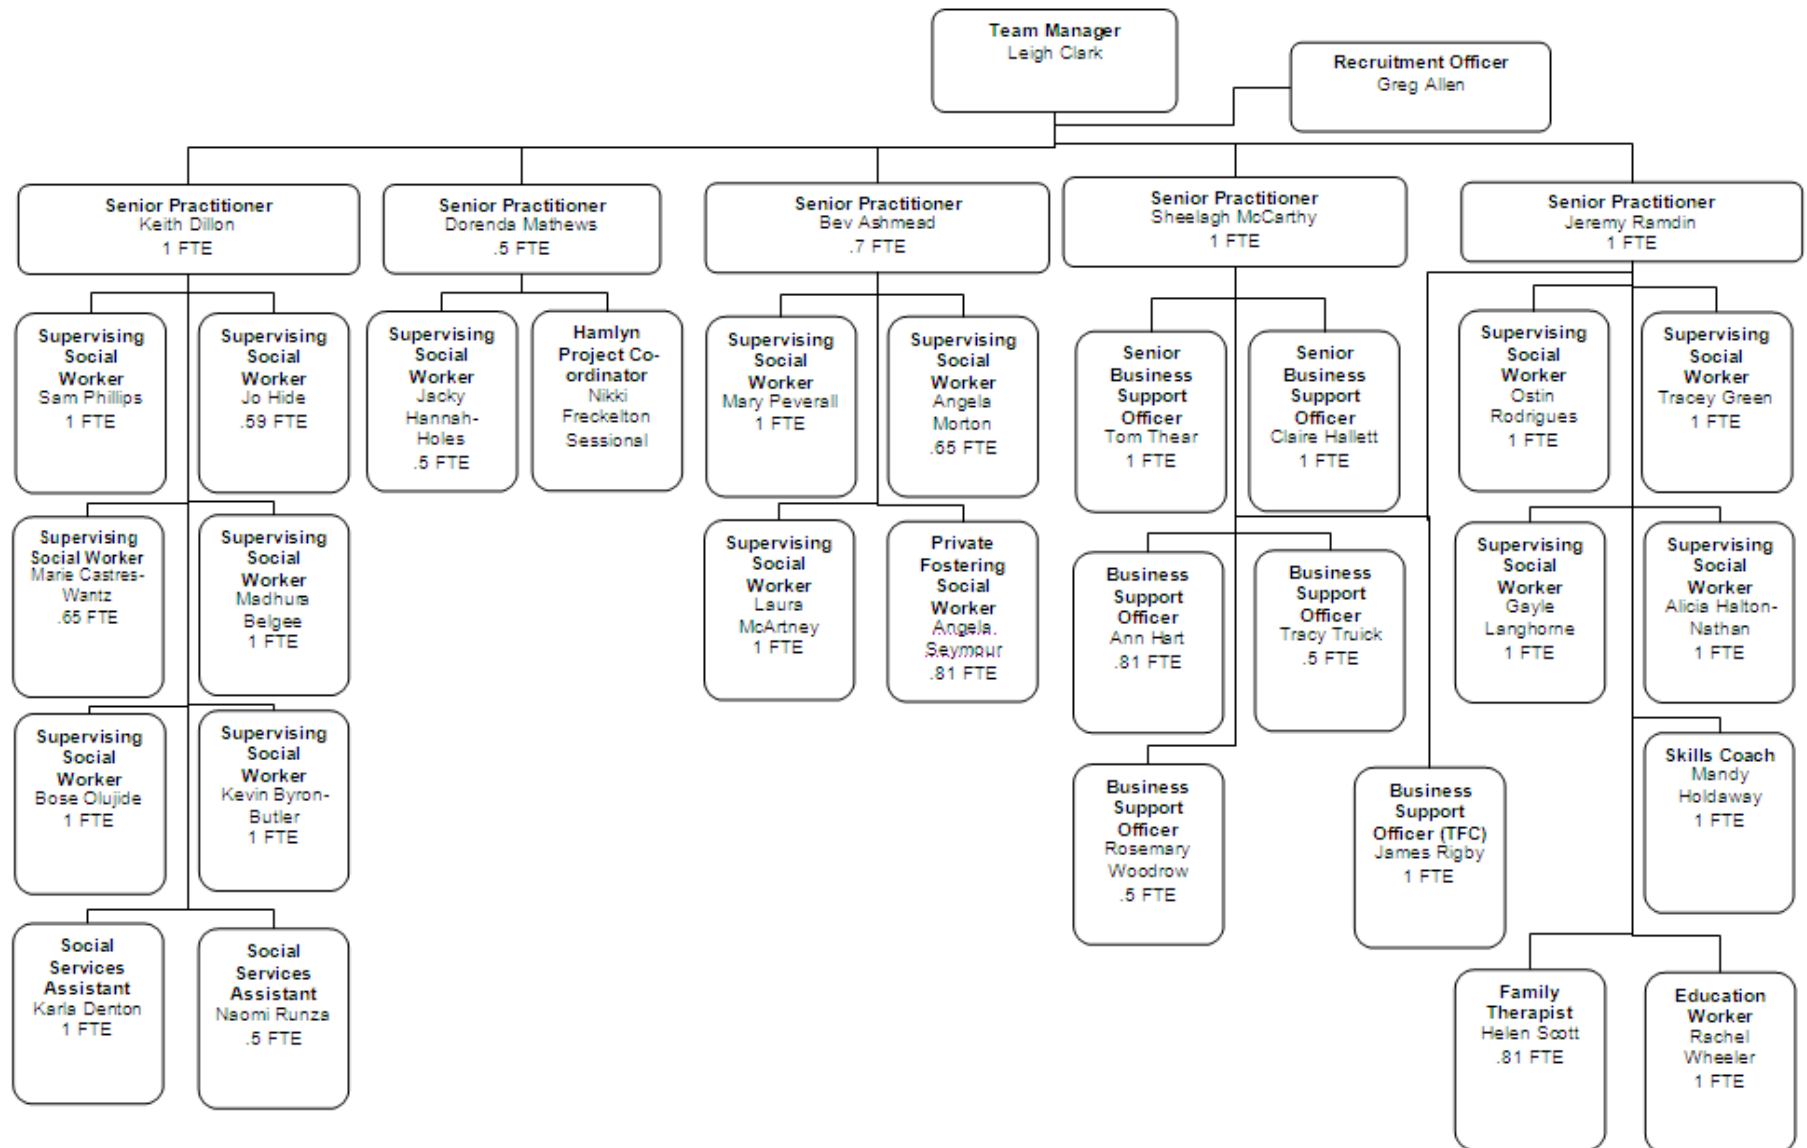 Team Manager
Leigh Clark
Recruitment Officer
Greg Allen
Senior Practitioner
Keith Dillon
1 FTE
Senior Practitioner
Dorenda Mathews
.5 FTE
Senior Practitioner
Bev Ashmead
.7 FTE
Senior Practitioner
Sheelagh McCarthy
1 FTE
Senior Practitioner
Jeremy Ramdin
1 FTE
Supervising
Social
Worker
Sam Phillips
1 FTE
Supervising
Social
Worker
Jo Hide
.59 FTE
Supervising
Social
Worker
Jacky
Hannah-
Holes
.5 FTE
Hamlyn
Project Co-
ordinator
Nikki
Freckelton
Sessional
Supervising
Social
Worker
Mary Peverall
1 FTE
Supervising
Social
Worker
Angela
Morton
.65 FTE
Senior
Business
Support
Officer
Tom Thear
1 FTE
Senior
Business
Support
Officer
Claire Hallett
1 FTE
Supervising
Social
Worker
Ostin
Rodrigues
1 FTE
Supervising
Social
Worker
Tracey Green
1 FTE
Supervising
Social Worker
Marie Castres-
Wantz
.65 FTE
Supervising
Social
Worker
Madhura
Belgee
1 FTE
Supervising
Social
Worker
Laura
McArtney
1 FTE
Private
Fostering
Social
Worker
Angela
Seymour
.81 FTE
Business
Support
Officer
Ann Hart
.81 FTE
Business
Support
Officer
Tracy Truick
.5 FTE
Supervising
Social
Worker
Gayle
Langhorne
1 FTE
Supervising
Social
Worker
Alicia Halton-
Nathan
1 FTE
Supervising
Social
Worker
Bose Olujide
1 FTE
Supervising
Social
Worker
Kevin Byron-
Butler
1 FTE
Business
Support
Officer
Rosemary
Woodrow
.5 FTE
Business
Support
Officer (TFC)
James Rigby
1 FTE
Skills Coach
Mandy
Holdaway
1 FTE
Social
Services
Assistant
Karla Denton
1 FTE
Social
Services
Assistant
Naomi Runza
.5 FTE
Family
Therapist
Helen Scott
.81 FTE
Education
Worker
Rachel
Wheeler
1 FTE